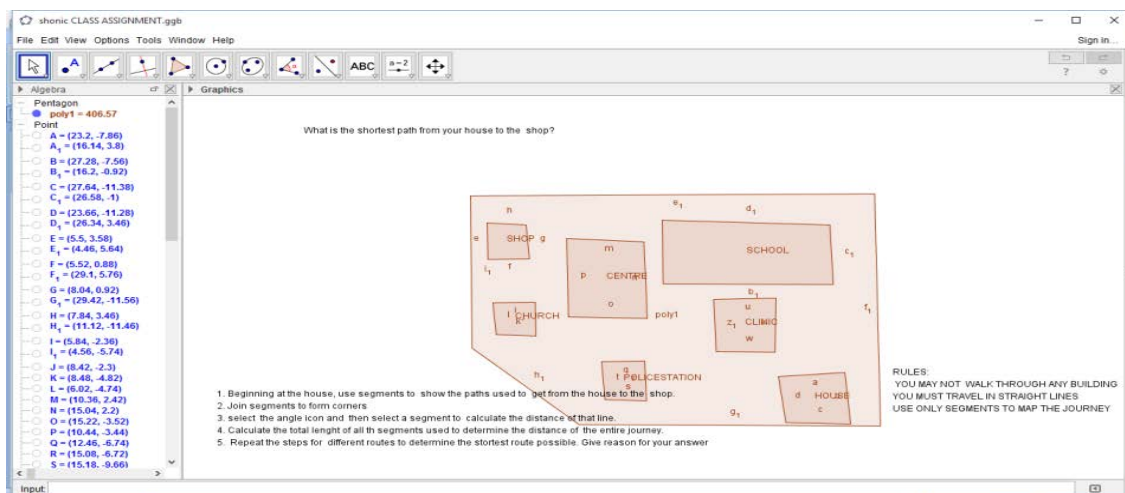 shonic CLASS ASSIGNMENT.ggb
File Edit View Options Tools Window Help
Sign in...
ABC
a=2
Algebra
Graphics
Pentagon
poly1 = 406.57
Point
A = (23.2, -7.86)
A₁ = (16.14, 3.8)
B = (27.28, -7.56)
B₁ = (16.2, -0.92)
C = (27.64, -11.38)
C₁ = (26.58, -1)
D = (23.66, -11.28)
D₁ = (26.34, 3.46)
E = (5.5, 3.58)
E₁ = (4.46, 5.64)
F = (5.52, 0.88)
F₁ = (29.1, 5.76)
G = (8.04, 0.92)
G₁ = (29.42, -11.56)
H = (7.84, 3.46)
H₁ = (11.12, -11.46)
I = (5.84, -2.36)
I₁ = (4.56, -5.74)
J = (8.42, -2.3)
K = (8.48, -4.82)
L = (6.02, -4.74)
M = (10.36, 2.42)
N = (15.04, 2.2)
O = (15.22, -3.52)
P = (10.44, -3.44)
Q = (12.46, -6.74)
R = (15.08, -6.72)
S = (15.18, -9.66)
What is the shortest path from your house to the shop?
e₁
h
d₁
e SHOP g
f
i₁
m
p CENTRE
o
SCHOOL
c₁
b₁
f₁
l CHURCH
k
poly1
u
z₁ CLINIC
w
h₁
q
t POLICESTATION
s
a
d HOUSE
c
g₁
1. Beginning at the house, use segments to show the paths used to get from the house to the shop.
2. Join segments to form corners
3. select the angle icon and then select a segment to calculate the distance of that line.
4. Calculate the total lenght of all th segments used to determine the distance of the entire journey.
5. Repeat the steps for different routes to determine the stortest route possible. Give reason for your answer
RULES:
YOU MAY NOT WALK THROUGH ANY BUILDING
YOU MUST TRAVEL IN STRAIGHT LINES
USE ONLY SEGMENTS TO MAP THE JOURNEY
Input: